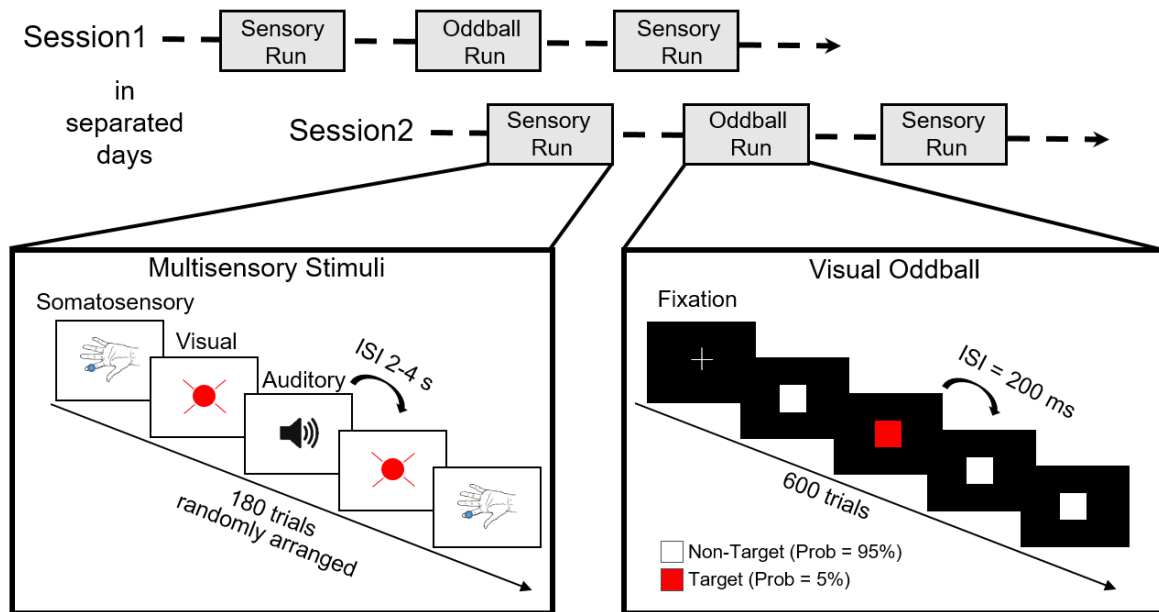 Session1
Sensory
Run
Oddball
Run
Sensory
Run
in
separated
days
Session2
Sensory
Run
Oddball
Run
Sensory
Run
Multisensory Stimuli
Somatosensory
Visual
Auditory
ISI 2-4 s
180 trials
randomly arranged
Visual Oddball
Fixation
ISI = 200 ms
600 trials
Non-Target (Prob = 95%)
Target (Prob = 5%)